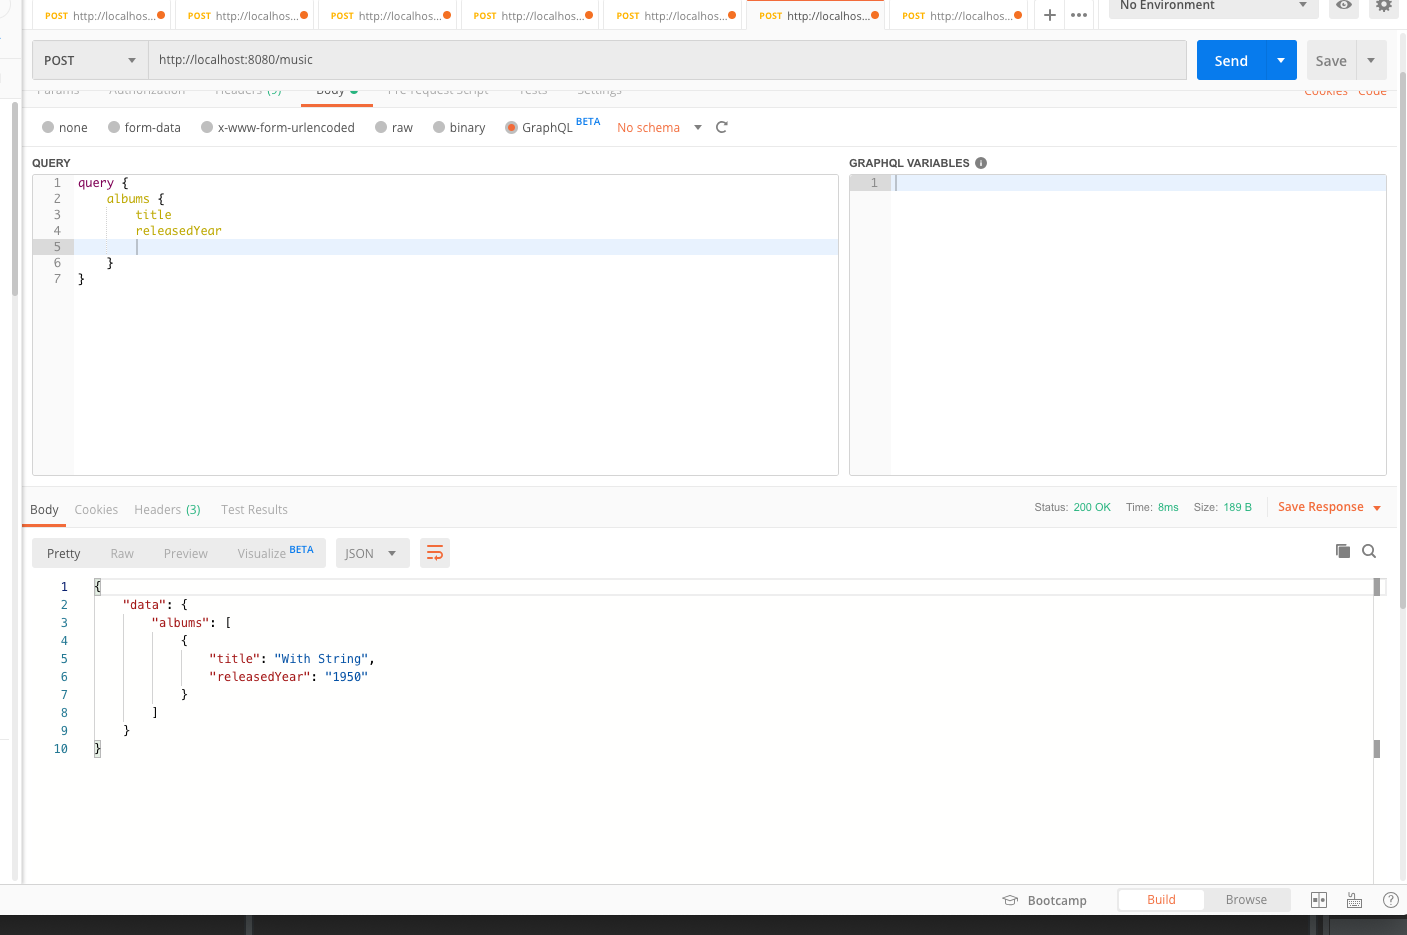 POST http://localhos... POST http://localhos... POST http://localhos... POST http://localhos... POST http://localhos... POST http://localhos... POST http://localhos... + ••• No Environment
POST http://localhost:8080/music Send Save
Params Authorization Headers (9) Body Pre-request Script Tests Settings Cookies Code
none form-data x-www-form-urlencoded raw binary GraphQL BETA No schema
QUERY GRAPHQL VARIABLES
1 query {
2 albums {
3 title
4 releasedYear
5
6 }
7 }
1
Body Cookies Headers (3) Test Results Status: 200 OK Time: 8ms Size: 189 B Save Response
Pretty Raw Preview Visualize BETA JSON
1 {
2 "data": {
3 "albums": [
4 {
5 "title": "With String",
6 "releasedYear": "1950"
7 }
8 ]
9 }
10 }
Bootcamp Build Browse ?